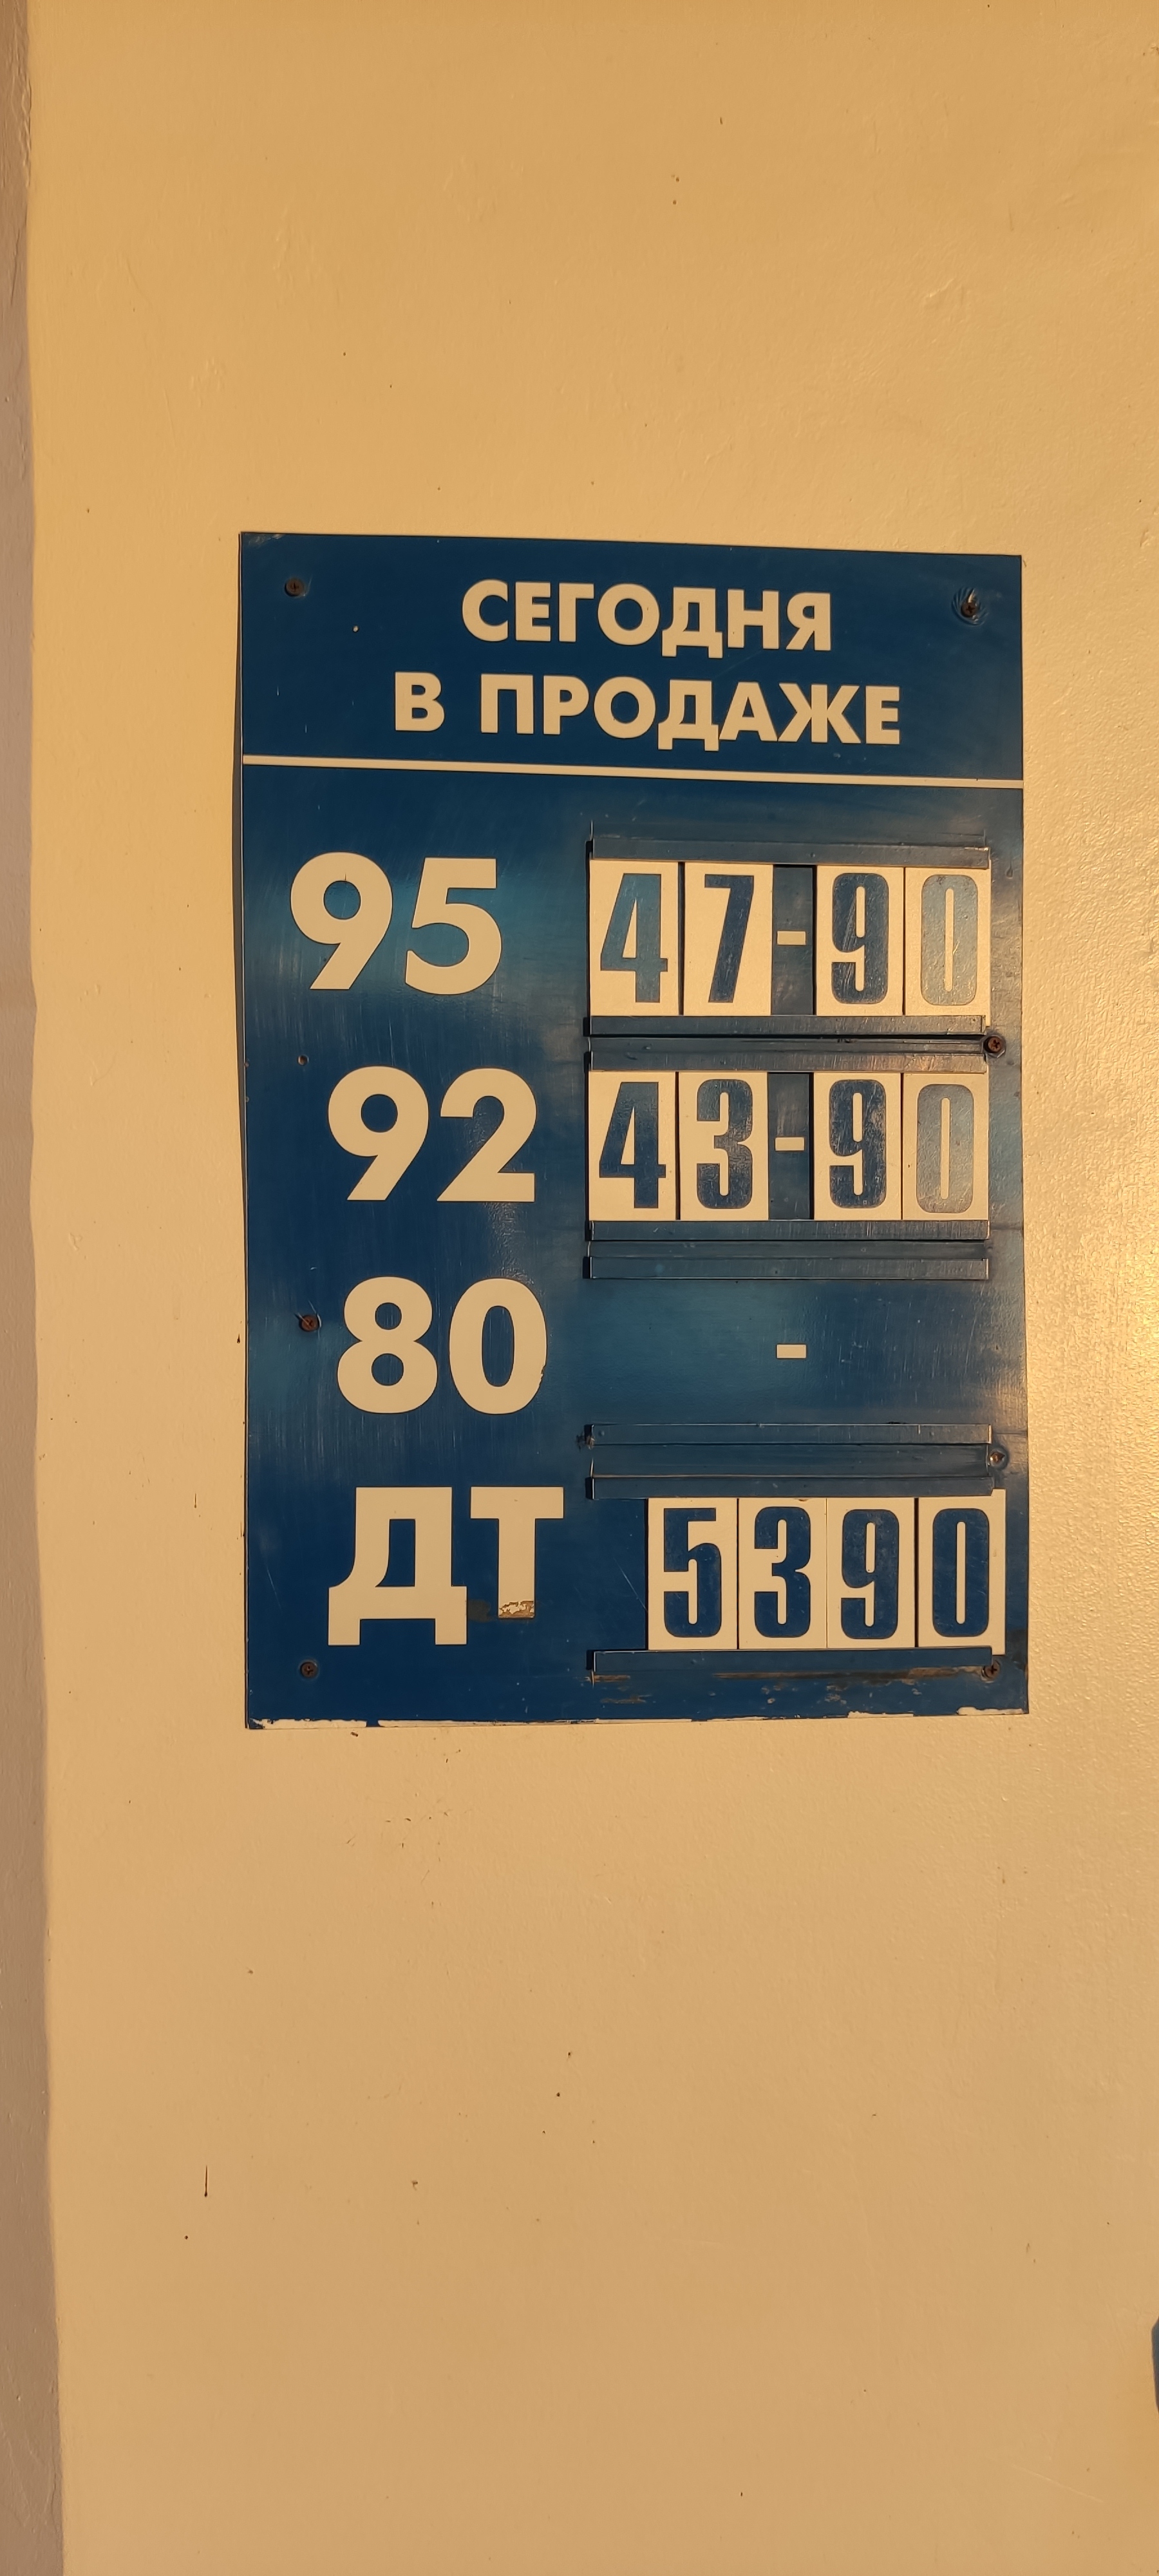 СЕГОДНЯ
В ПРОДАЖЕ
95 47-90
92 43-90
80 -
ДТ 5390